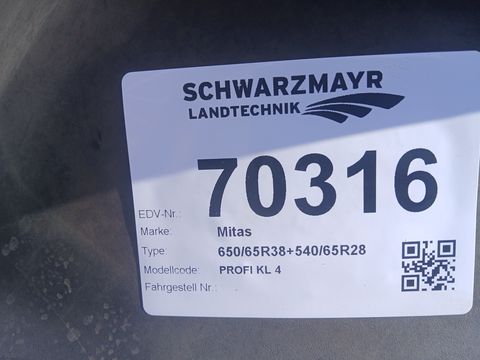 SCHWARZMAYR
LANDTECHNIK
EDV-Nr.: 70316
Marke: Mitas
Type 650/65R38+540/65R28
Modellcode: PROFI KL 4
Fahrgestell Nr.: